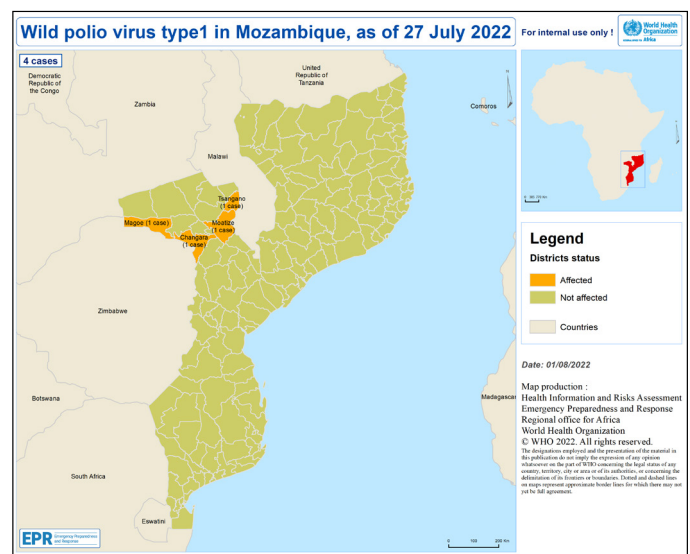 Wild polio virus type1 in Mozambique, as of 27 July 2022
For internal use only !
World Health
Organization
Africa
4 cases
Democratic
Republic of
the Congo
United
Republic of
Tanzania
Zambia
Comoros
N
Malawi
Tsangano
(1 case)
Magoe (1 case)
Moatize
(1 case)
Changara
(1 case)
Zimbabwe
Botswana
Madagascar
South Africa
Eswatini
EPR
Emergency Preparedness
and Response
0 100 200 Km
Legend
Districts status
Affected
Not affected
Countries
Date: 01/08/2022
Map production :
Health Information and Risks Assessment
Emergency Preparedness and Response
Regional office for Africa
World Health Organization
© WHO 2022. All rights reserved.
The designations employed and the presentation of the material in
this publication do not imply the expression of any opinion
whatsoever on the part of WHO concerning the legal status of any
country, territory, city or area or of its authorities, or concerning the
delimitation of its frontiers or boundaries. Dotted and dashed lines
on maps represent approximate border lines for which there may not
yet be full agreement.